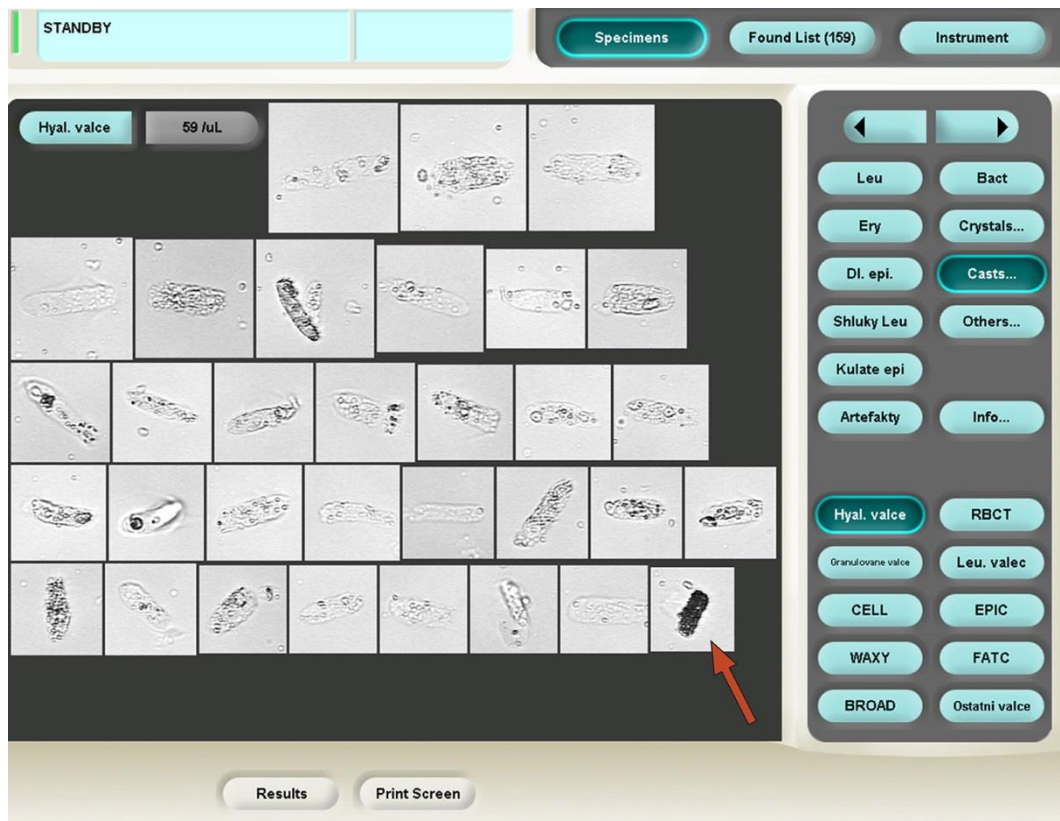 STANDBY
Specimens
Found List (159)
Instrument
Hyal. valce
59 /uL
Leu
Bact
Ery
Crystals...
Dl. epi.
Casts...
Shluky Leu
Others...
Kulate epi
Artefakty
Info...
Hyal. valce
RBCT
Granulovane valce
Leu. valec
CELL
EPIC
WAXY
FATC
BROAD
Ostatni valce
Results
Print Screen